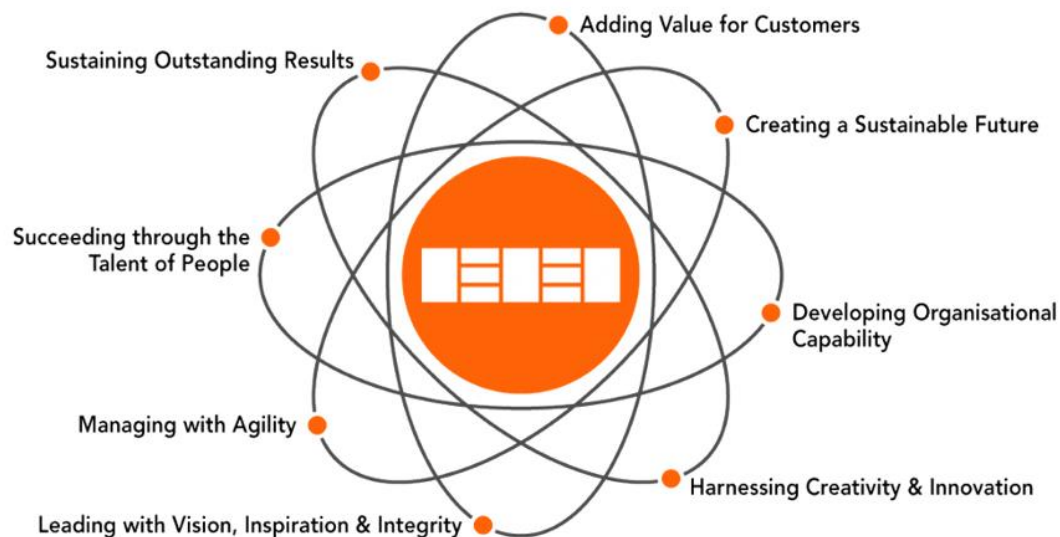 Adding Value for Customers
Sustaining Outstanding Results
Creating a Sustainable Future
Succeeding through the
Talent of People
Developing Organisational
Capability
Managing with Agility
Harnessing Creativity & Innovation
Leading with Vision, Inspiration & Integrity